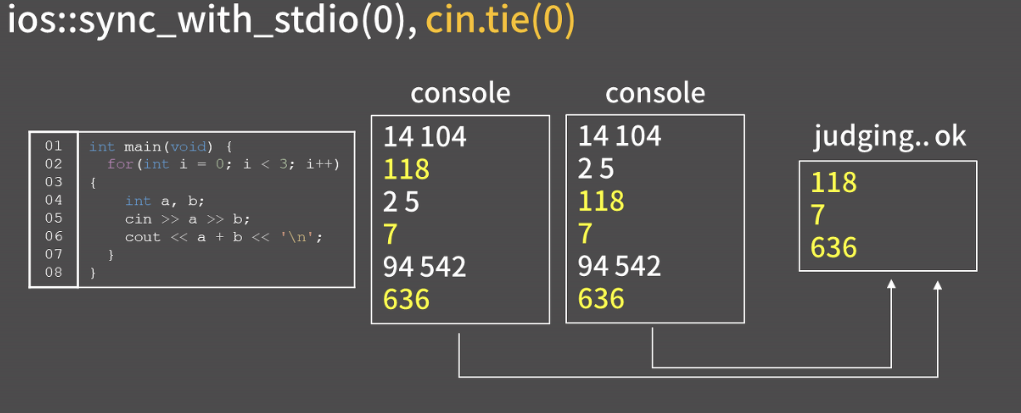 ios::sync_with_stdio(0), cin.tie(0)
01 int main(void) {
02 for(int i = 0; i < 3; i++)
03 {
04 int a, b;
05 cin >> a >> b;
06 cout << a + b << '\n';
07 }
08 }
console
14 104
118
2 5
7
94 542
636
console
14 104
2 5
118
7
94 542
636
judging.. ok
118
7
636